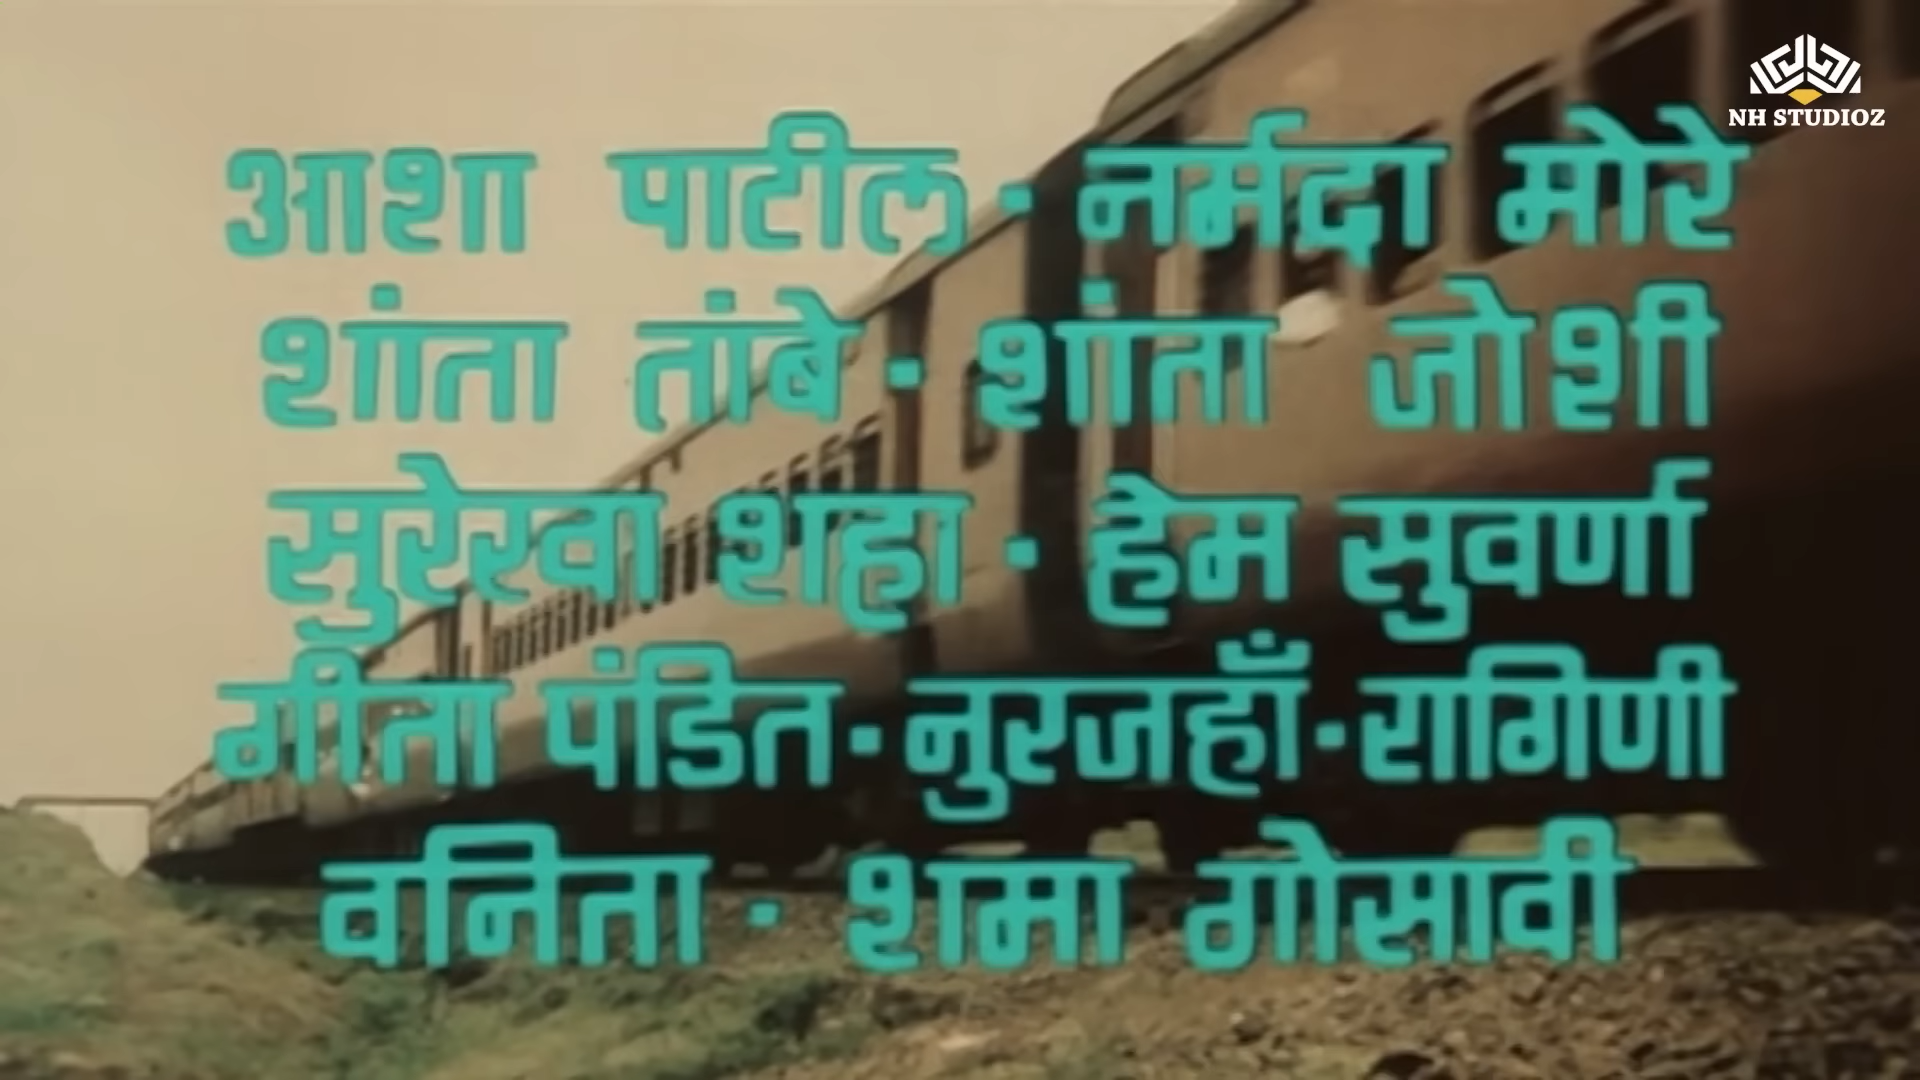 आशा पाटील · नर्मदा मोरे
शांता तांबे · शांता जोशी
सुरेखा शहा · हेम सुवर्णा
गीता पंडित · नुरजहाँ · रागिणी
वनिता · शमा गोसावी
NH STUDIOZ